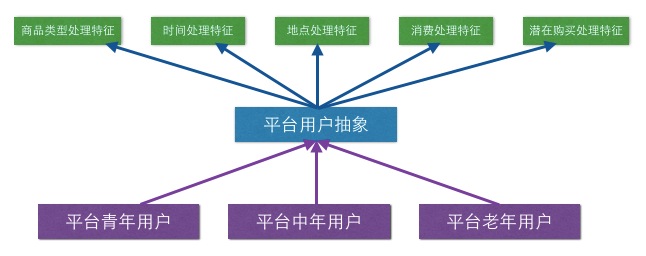 商品类型处理特征
时间处理特征
地点处理特征
消费处理特征
潜在购买处理特征
平台用户抽象
平台青年用户
平台中年用户
平台老年用户